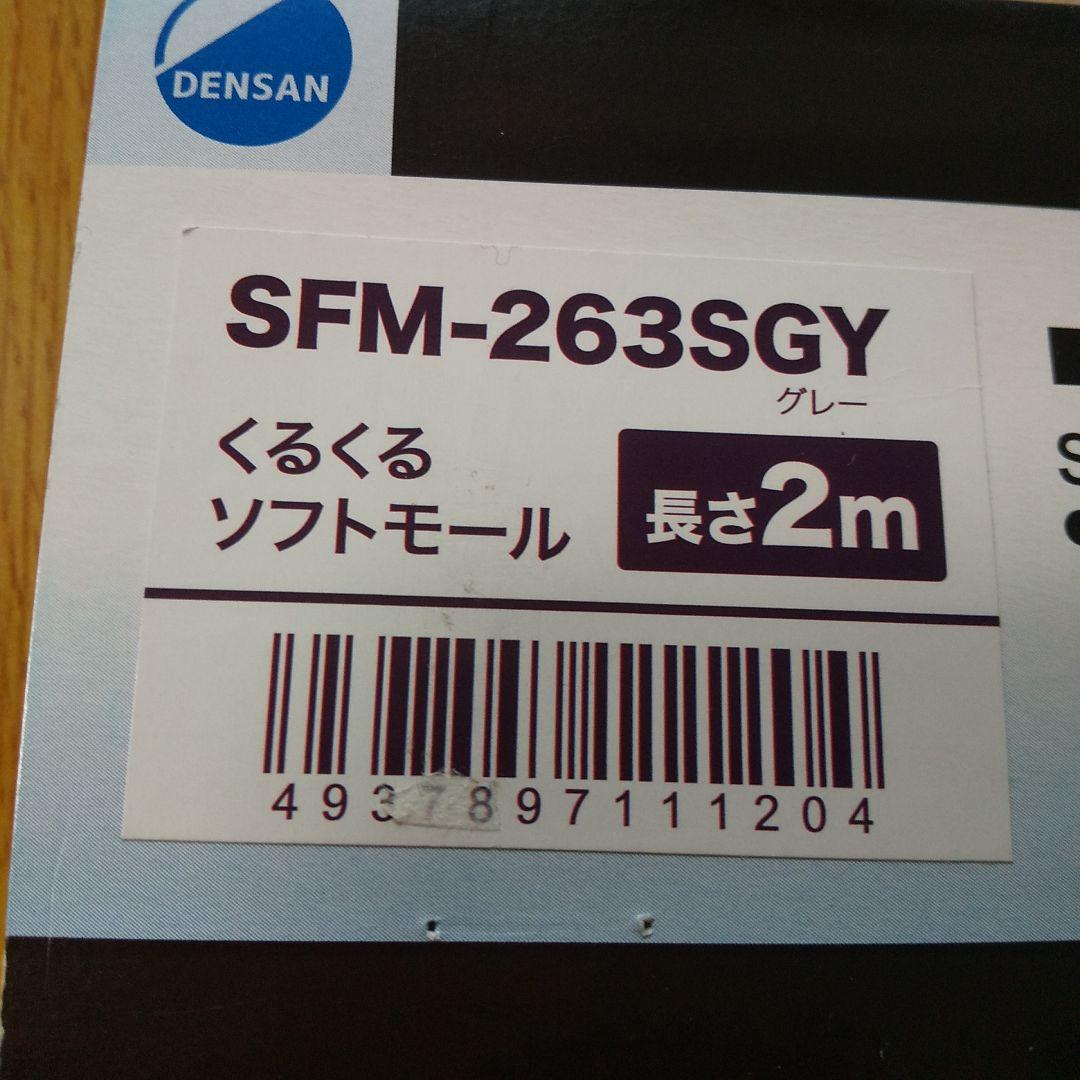 DENSAN
SFM-263SGY
グレー
くるくる
ソフトモール
長さ2m
4937897111204